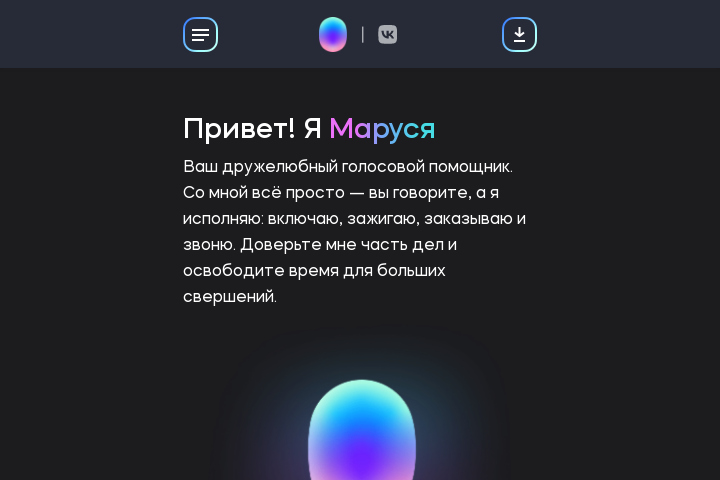 Привет! Я Маруся
Ваш дружелюбный голосовой помощник.
Со мной всё просто — вы говорите, а я
исполняю: включаю, зажигаю, заказываю и
звоню. Доверьте мне часть дел и
освободите время для больших
свершений.